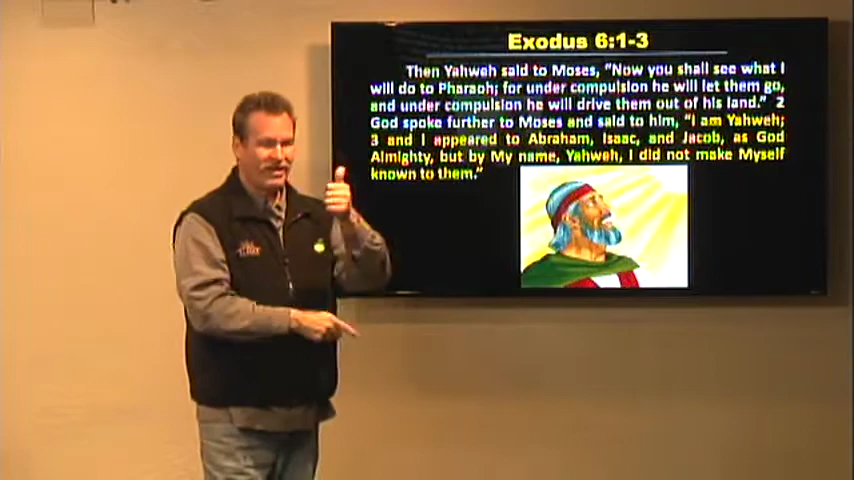 Exodus 6:1-3
Then Yahweh said to Moses, “Now you shall see what I
will do to Pharaoh; for under compulsion he will let them go,
and under compulsion he will drive them out of his land.” 2
God spoke further to Moses and said to him, “I am Yahweh;
3 and I appeared to Abraham, Isaac, and Jacob, as God
Almighty, but by My name, Yahweh, I did not make Myself
known to them.”